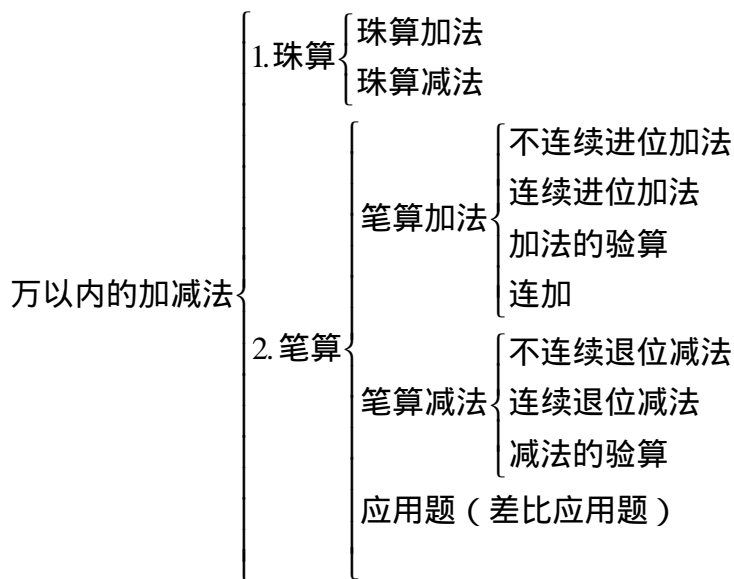 珠算加法
1.珠算
珠算减法
不连续进位加法
连续进位加法
笔算加法
加法的验算
连加
万以内的加减法
2.笔算
不连续退位减法
笔算减法
连续退位减法
减法的验算
应用题（差比应用题）